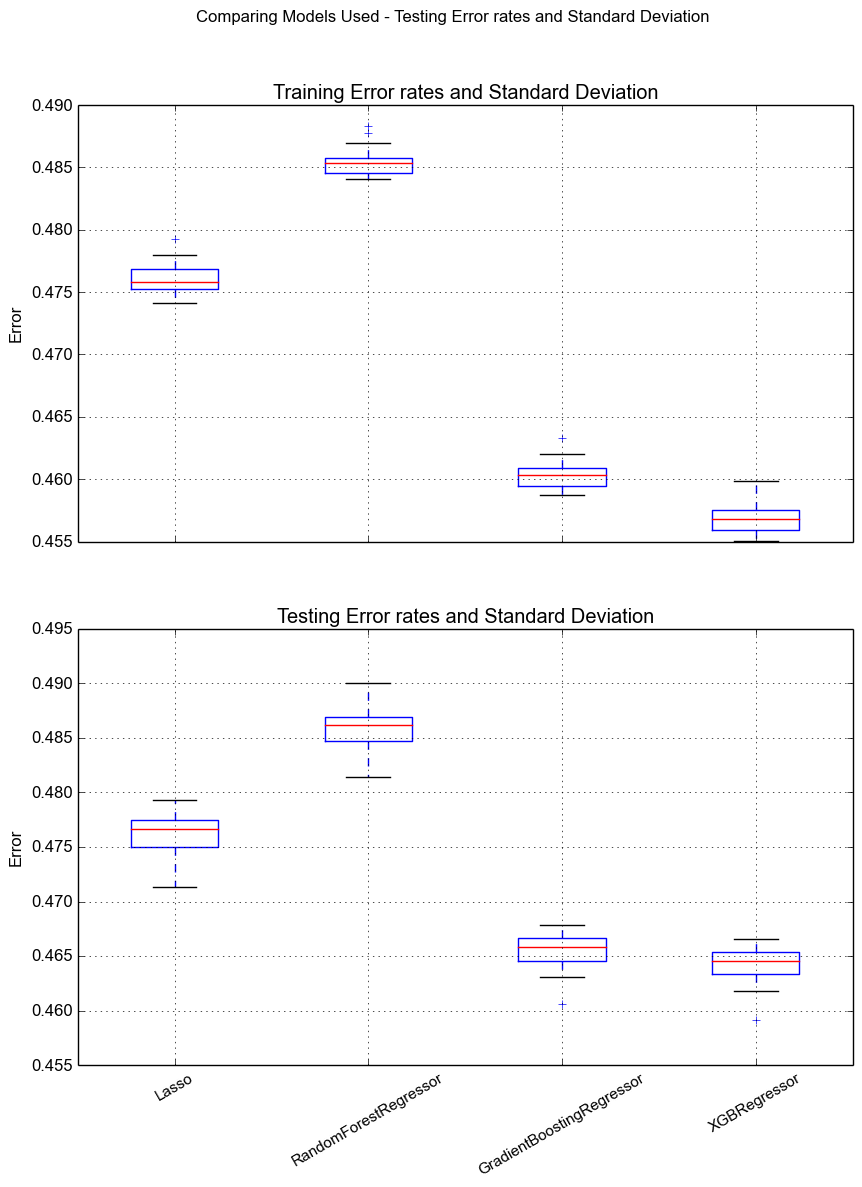 Comparing Models Used - Testing Error rates and Standard Deviation
Training Error rates and Standard Deviation
0.490
0.485
0.480
0.475
0.470
0.465
0.460
0.455
Error
Testing Error rates and Standard Deviation
0.495
0.490
0.485
0.480
0.475
0.470
0.465
0.460
0.455
Error
Lasso
RandomForestRegressor
GradientBoostingRegressor
XGBRegressor